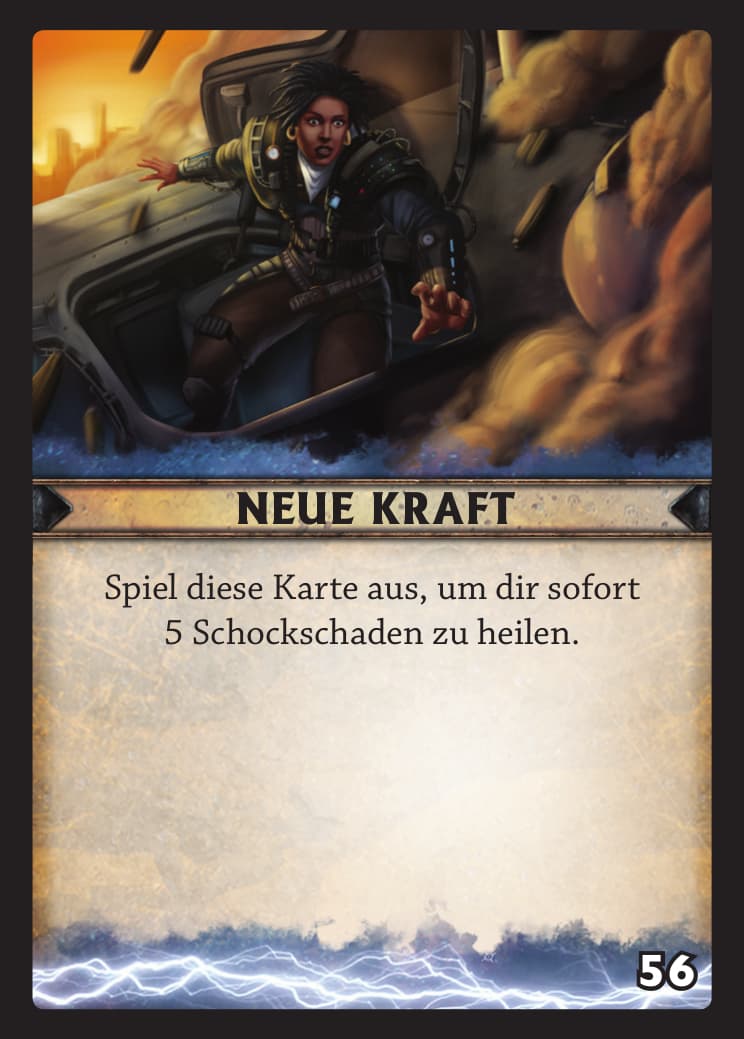 NEUE KRAFT
Spiel diese Karte aus, um dir sofort
5 Schockschaden zu heilen.
56